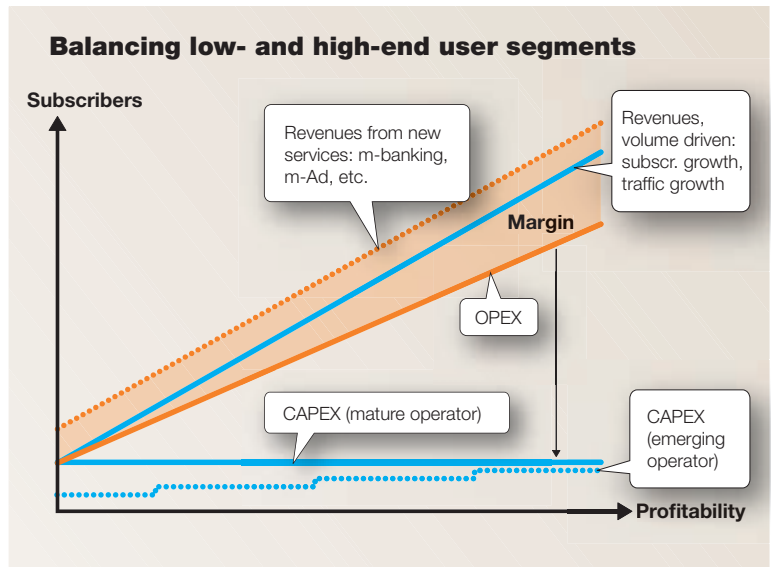 Balancing low- and high-end user segments
Subscribers
Revenues from new
services: m-banking,
m-Ad, etc.
Revenues,
volume driven:
subscr. growth,
traffic growth
Margin
OPEX
CAPEX (mature operator)
CAPEX
(emerging
operator)
Profitability